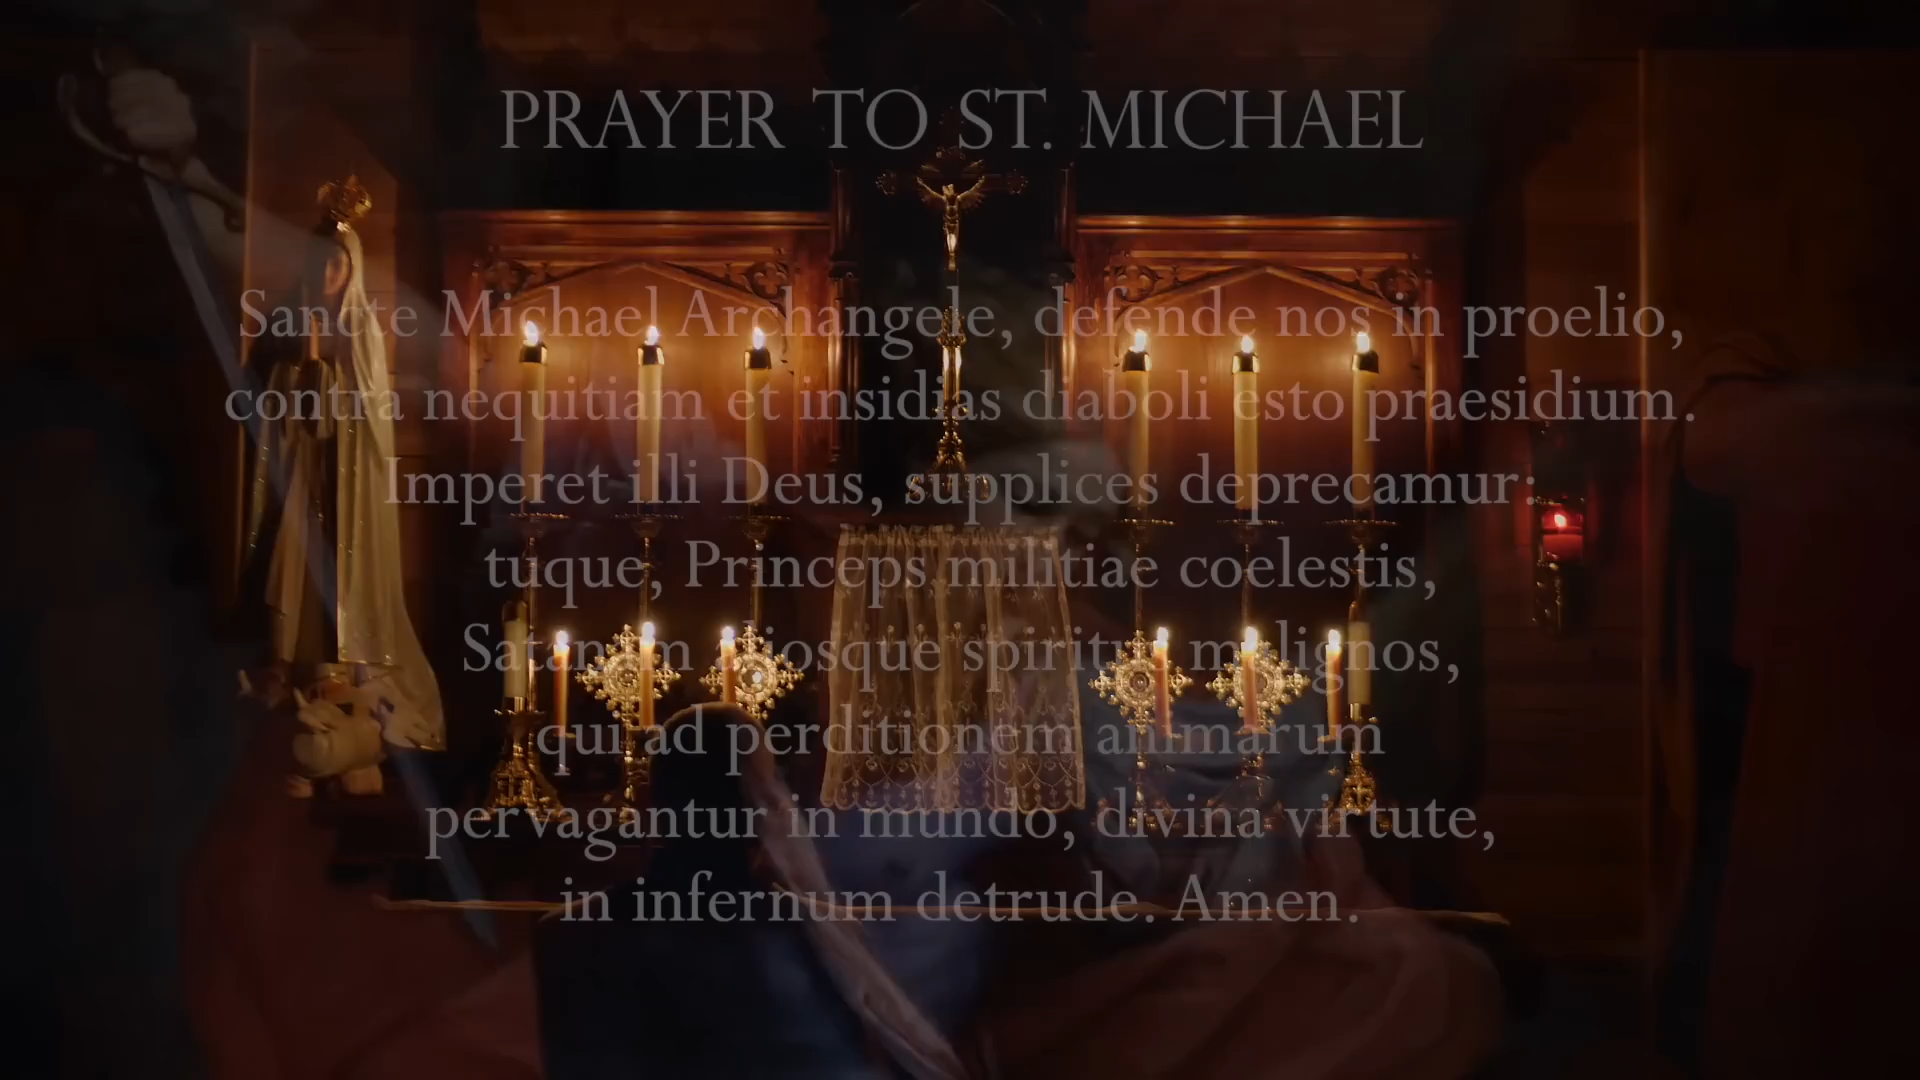 PRAYER TO ST. MICHAEL
Sancte Michael Archangele, defende nos in proelio,
contra nequitiam et insidias diaboli esto praesidium.
Imperet illi Deus, supplices deprecamur:
tuque, Princeps militiae coelestis,
Satanam aliosque spiritus malignos,
qui ad perditionem animarum
pervagantur in mundo, divina virtute,
in infernum detrude. Amen.